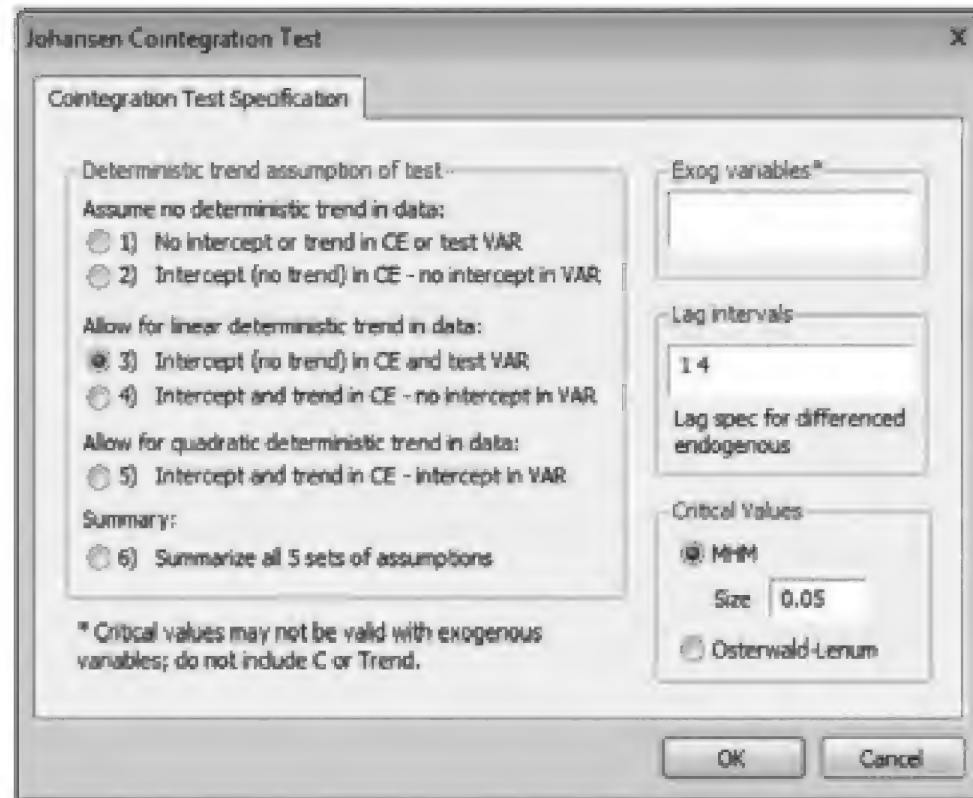 Johansen Cointegration Test
X
Cointegration Test Specification
Deterministic trend assumption of test
Assume no deterministic trend in data:
1) No intercept or trend in CE or test VAR
2) Intercept (no trend) in CE - no intercept in VAR
Allow for linear deterministic trend in data:
3) Intercept (no trend) in CE and test VAR
4) Intercept and trend in CE - no intercept in VAR
Allow for quadratic deterministic trend in data:
5) Intercept and trend in CE - intercept in VAR
Summary:
6) Summarize all 5 sets of assumptions
* Critical values may not be valid with exogenous
variables; do not include C or Trend.
Exog variables*
Lag intervals
1 4
Lag spec for differenced
endogenous
Critical Values
MHM
Size 0.05
Osterwald-Lenum
OK
Cancel